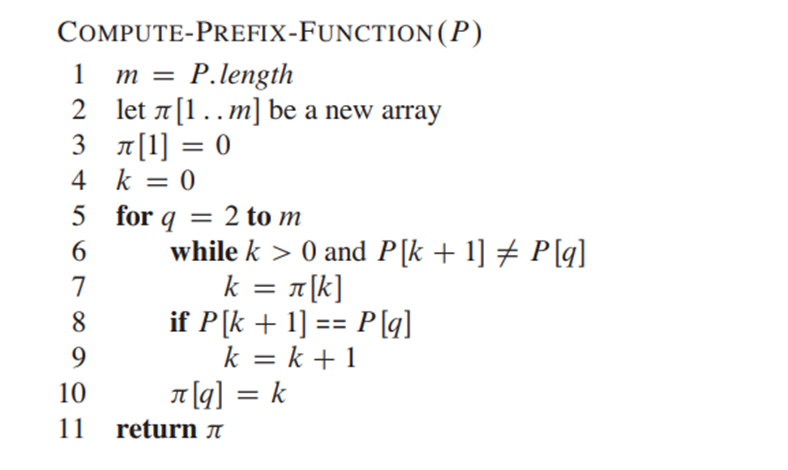 COMPUTE-PREFIX-FUNCTION(P)
1 m = P.length
2 let π[1..m] be a new array
3 π[1] = 0
4 k = 0
5 for q = 2 to m
6 while k > 0 and P[k + 1] ≠ P[q]
7 k = π[k]
8 if P[k + 1] == P[q]
9 k = k + 1
10 π[q] = k
11 return π